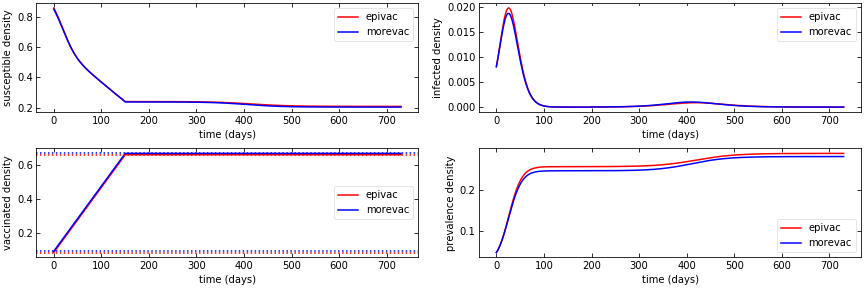 susceptible density
0.8
0.6
0.4
0.2
epivac
morevac
0 100 200 300 400 500 600 700
time (days)
infected density
0.020
0.015
0.010
0.005
0.000
epivac
morevac
0 100 200 300 400 500 600 700
time (days)
vaccinated density
0.6
0.4
0.2
epivac
morevac
0 100 200 300 400 500 600 700
time (days)
prevalence density
0.2
0.1
epivac
morevac
0 100 200 300 400 500 600 700
time (days)